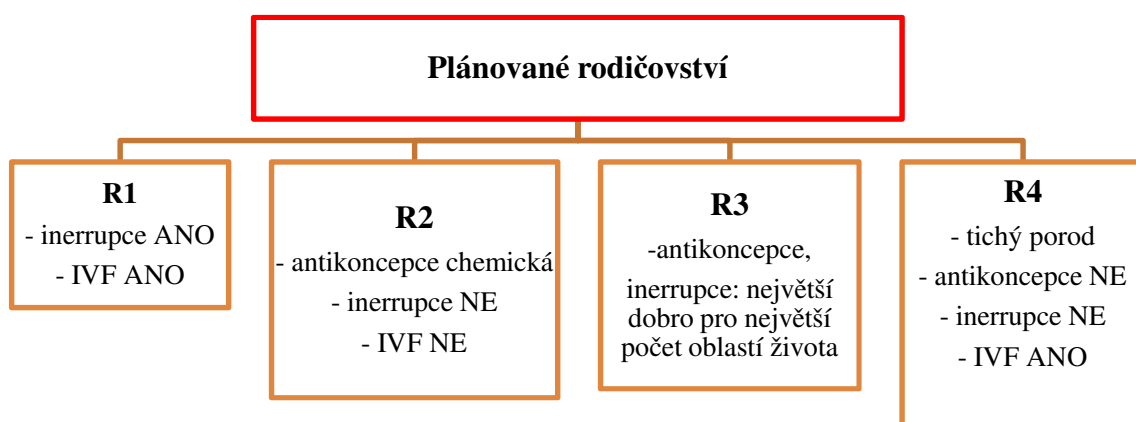 Plánované rodičovství
R1
- inerrupce ANO
- IVF ANO
R2
- antikoncepce chemická
- inerrupce NE
- IVF NE
R3
-antikoncepce,
inerrupce: největší
dobro pro největší
počet oblastí života
R4
- tichý porod
- antikoncepce NE
- inerrupce NE
- IVF ANO